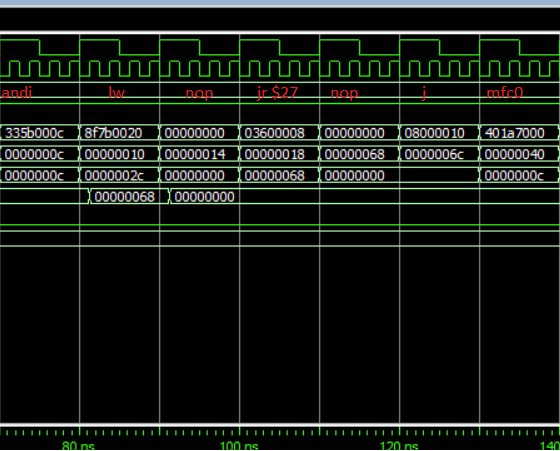 andi lw nop jr $27 nop j mfc0
335b000c 8f7b0020 00000000 03600008 00000000 08000010 401a7000
0000000c 00000010 00000014 00000018 00000068 0000006c 00000040
0000000c 0000002c 00000000 00000068 00000000 0000000c
00000068 00000000
80 ns 100 ns 120 ns 140